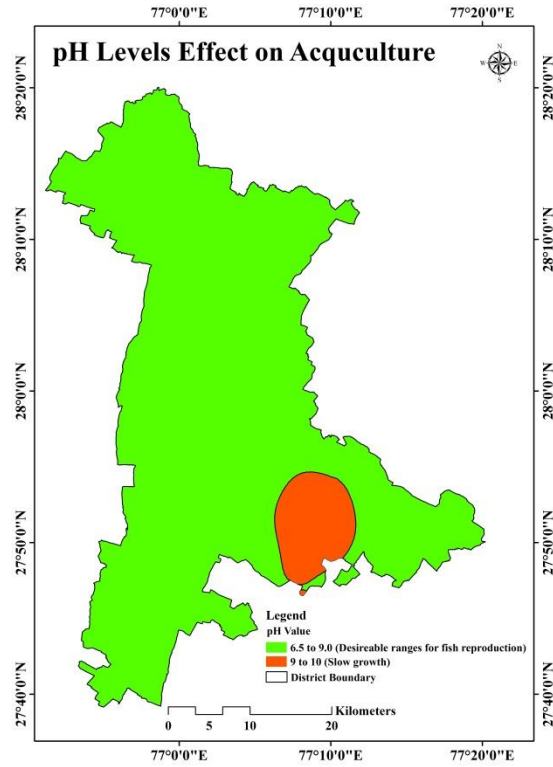 77°0'0"E 77°10'0"E 77°20'0"E
pH Levels Effect on Acquculture
N
W E
S
28°20'0"N 28°20'0"N
28°10'0"N 28°10'0"N
28°0'0"N 28°0'0"N
27°50'0"N 27°50'0"N
27°40'0"N 27°40'0"N
Legend
pH Value
6.5 to 9.0 (Desireable ranges for fish reproduction)
9 to 10 (Slow growth)
District Boundary
Kilometers
0 5 10 20
77°0'0"E 77°10'0"E 77°20'0"E